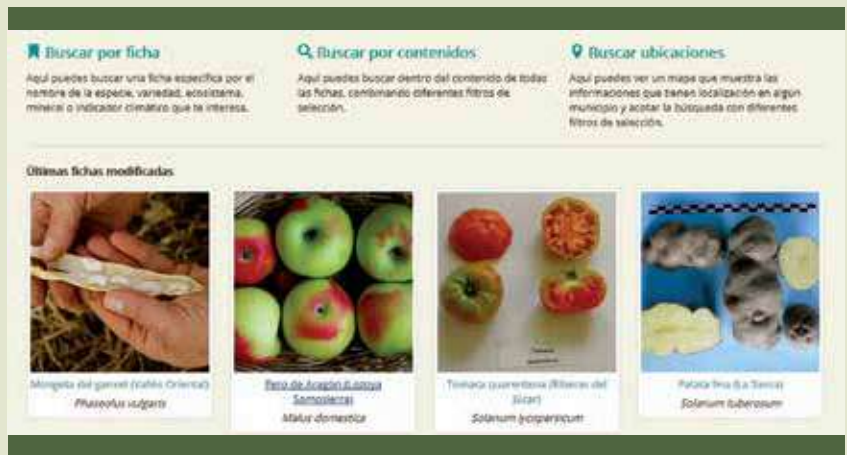 Buscar por ficha
Aquí puedes buscar una ficha específica por el
nombre de la especie, variedad, ecosistema,
mineral o indicador climático que te interesa.
Buscar por contenidos
Aquí puedes buscar dentro del contenido de todas
las fichas, combinando diferentes filtros de
selección.
Buscar ubicaciones
Aquí puedes ver un mapa que muestra las
informaciones que tienen localización en algún
municipio y acotar la búsqueda con diferentes
filtros de selección.
Últimas fichas modificadas
Mongeta del ganxet (Vallès Oriental)
Phaseolus vulgaris
Pero de Aragón (Lozoya
Somosierra)
Malus domestica
Tomaca quarentena (Riberas del
Júcar)
Solanum lycopersicum
Patata fina (La Sierra)
Solanum tuberosum